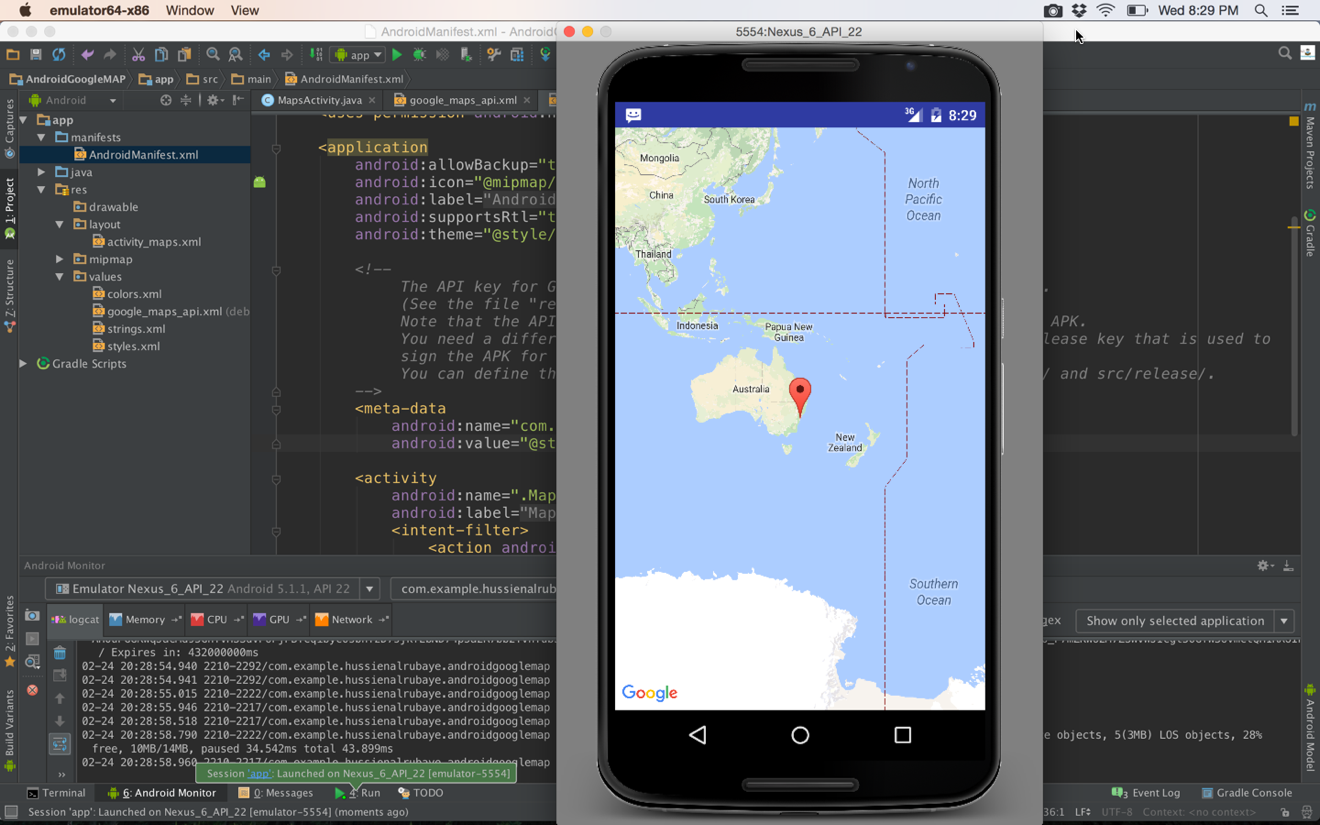 emulator64-x86 Window View
Wed 8:29 PM
AndroidManifest.xml - Android
5554:Nexus_6_API_22
app
AndroidGoogleMAP app src main AndroidManifest.xml
Android
MapsActivity.java google_maps_api.xml
app
manifests
AndroidManifest.xml
java
res
drawable
layout
activity_maps.xml
mipmap
values
colors.xml
google_maps_api.xml (deb
strings.xml
styles.xml
Gradle Scripts
Captures
1: Project
Z: Structure
2: Favorites
Build Variants
<uses-permission android:
<application
android:allowBackup="t
android:icon="@mipmap/
android:label="Android
android:supportsRtl="t
android:theme="@style/
<!--
The API key for G
(See the file "re
Note that the API
APK.
You need a differ
lease key that is used to
sign the APK for
You can define th
/ and src/release/.
-->
<meta-data
android:name="com.
android:value="@st
<activity
android:name=".Map
android:label="Map
<intent-filter>
<action androi
3G 8:29
Mongolia
China
South Korea
North
Pacific
Ocean
Thailand
Indonesia
Papua New
Guinea
Australia
New
Zealand
Southern
Ocean
Google
m Maven Projects
Gradle
Android Model
Android Monitor
Emulator Nexus_6_API_22 Android 5.1.1, API 22
com.example.hussienalrub
logcat Memory CPU GPU Network
gex Show only selected application
/ Expires in: 432000000ms
02-24 20:28:54.940 2210-2292/com.example.hussienalrubaye.androidgooglemap
02-24 20:28:54.941 2210-2292/com.example.hussienalrubaye.androidgooglemap
02-24 20:28:55.015 2210-2222/com.example.hussienalrubaye.androidgooglemap
02-24 20:28:55.946 2210-2217/com.example.hussienalrubaye.androidgooglemap
02-24 20:28:58.518 2210-2217/com.example.hussienalrubaye.androidgooglemap
02-24 20:28:58.790 2210-2222/com.example.hussienalrubaye.androidgooglemap
e objects, 5(3MB) LOS objects, 28%
free, 10MB/14MB, paused 34.542ms total 43.899ms
02-24 20:28:58.960 2210-2217/
Session 'app': Launched on Nexus_6_API_22 [emulator-5554]
Terminal 6: Android Monitor 0: Messages 4: Run TODO
3 Event Log Gradle Console
Session 'app': Launched on Nexus_6_API_22 [emulator-5554] (moments ago)
36:1 LF UTF-8 Context: <no context>